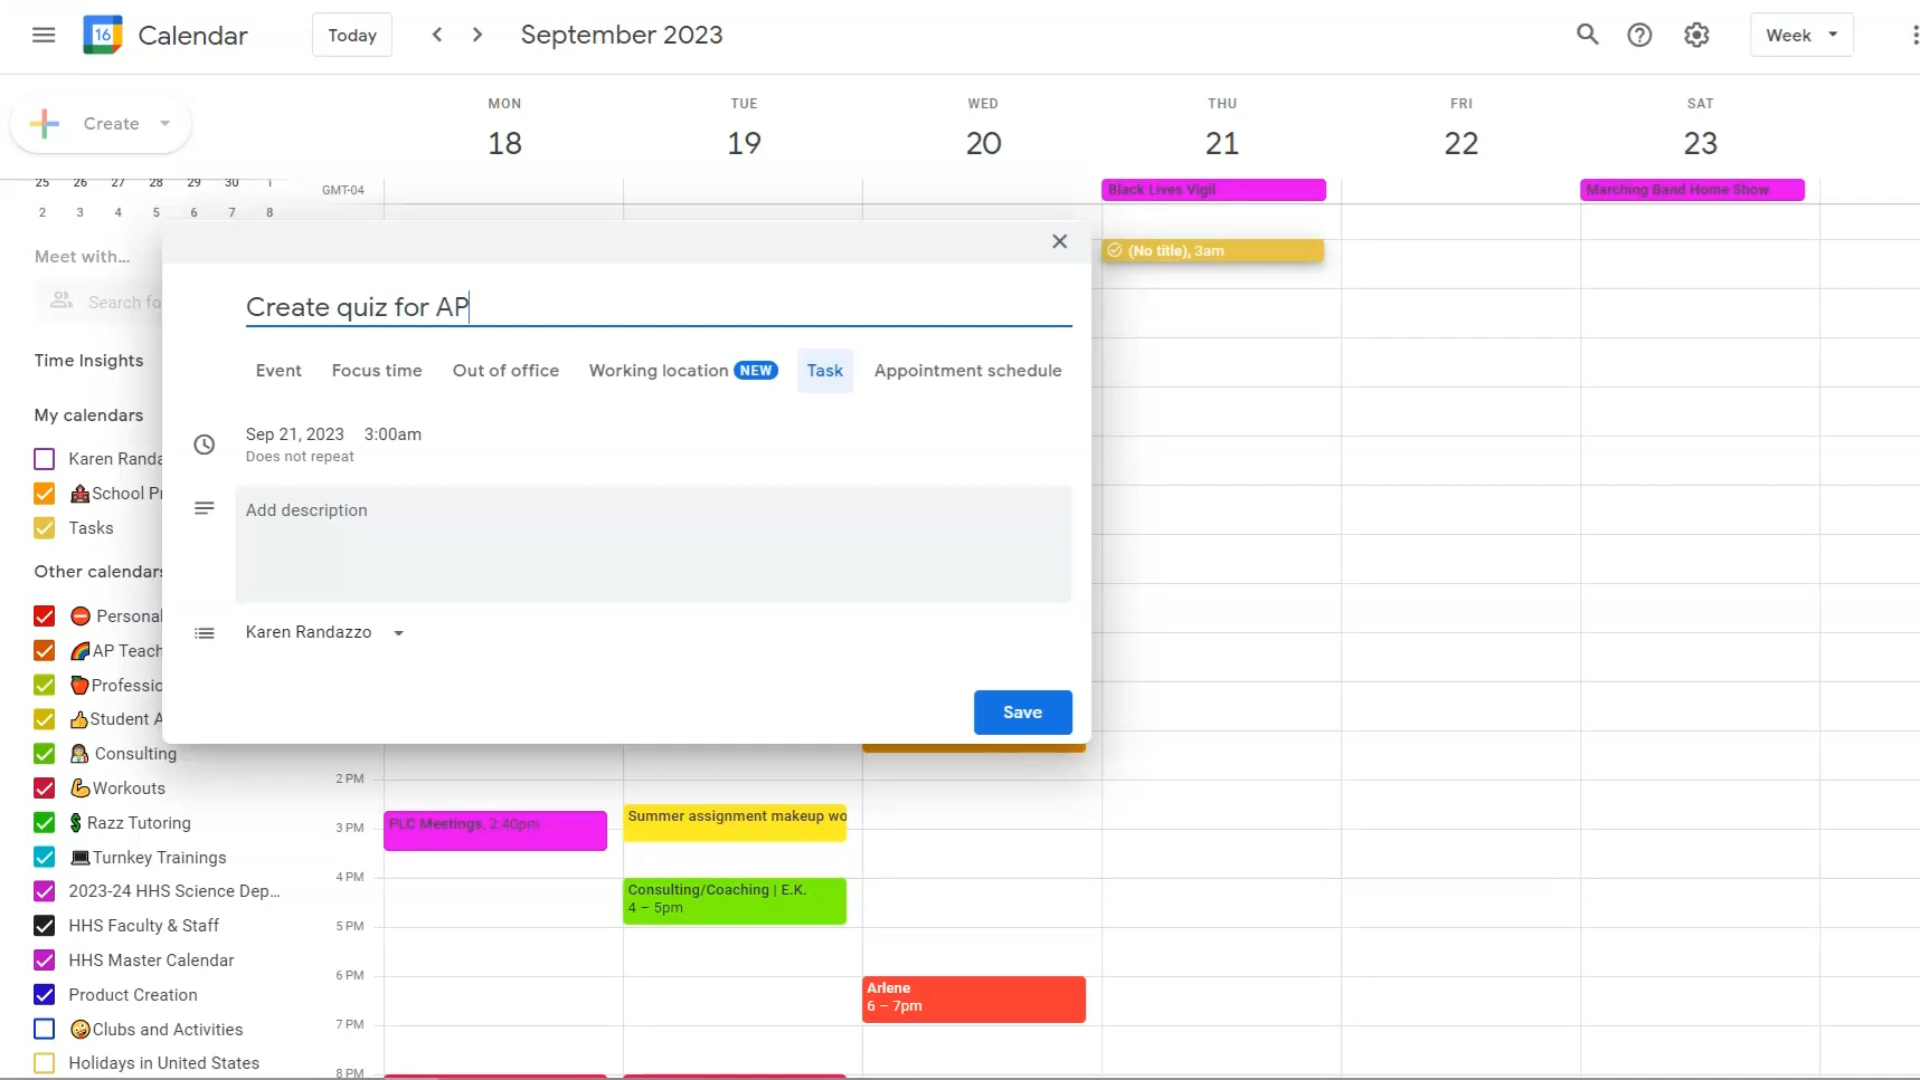 16 Calendar Today September 2023 Week
Create
MON TUE WED THU FRI SAT
18 19 20 21 22 23
25 26 27 28 29 30 1
GMT-04
Black Lives Vigil
Marching Band Home Show
2 3 4 5 6 7 8
Meet with...
(No title), 3am
Search fo
Create quiz for AP
Time Insights
Event Focus time Out of office Working location NEW Task Appointment schedule
My calendars
Sep 21, 2023 3:00am
Does not repeat
Karen Randa
School Pr
Add description
Tasks
Other calendars
Personal
Karen Randazzo
AP Teach
Professio
Save
Student A
Consulting
2 PM
Workouts
PLC Meetings, 2:40pm
Summer assignment makeup wo
3 PM
Razz Tutoring
Turnkey Trainings
4 PM
2023-24 HHS Science Dep...
Consulting/Coaching | E.K.
4 – 5pm
HHS Faculty & Staff
5 PM
HHS Master Calendar
6 PM
Arlene
6 – 7pm
Product Creation
7 PM
Clubs and Activities
Holidays in United States
8 PM